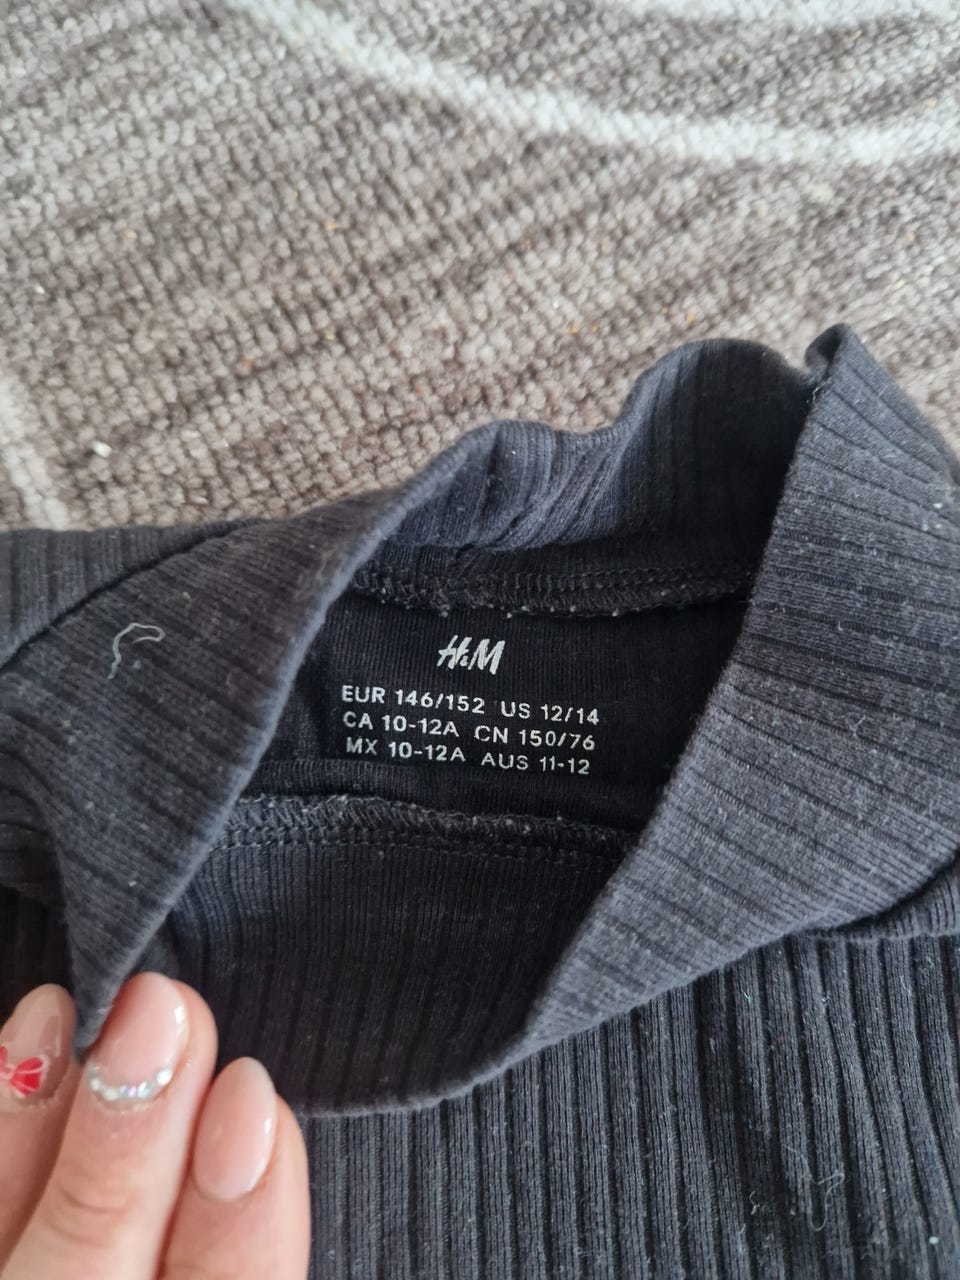 H&M
EUR 146/152 US 12/14
CA 10-12A CN 150/76
MX 10-12A AUS 11-12